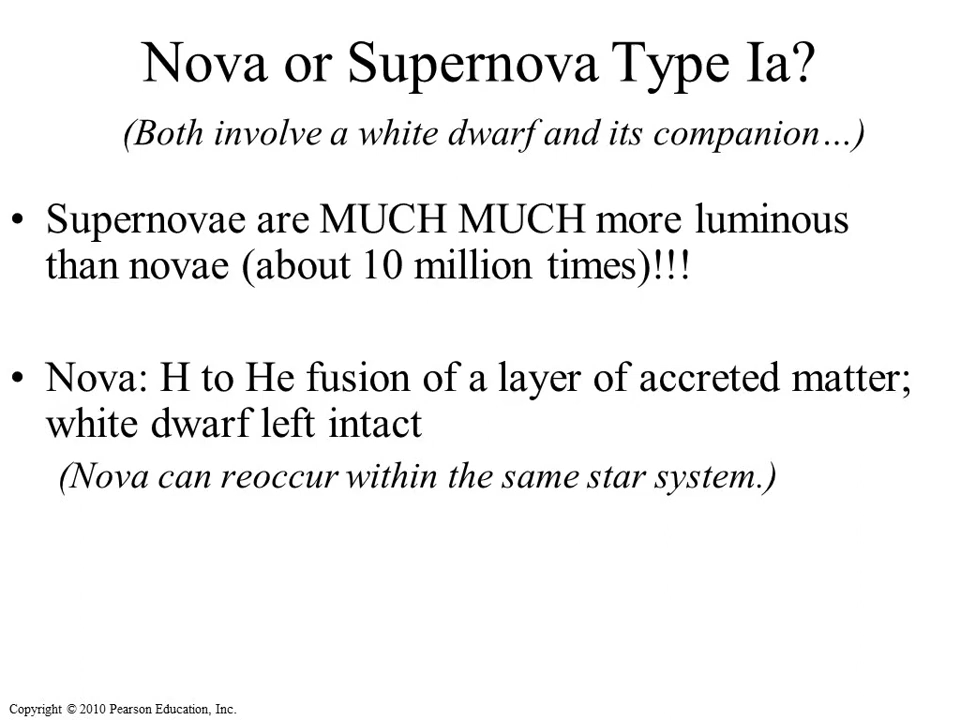 Nova or Supernova Type Ia?
(Both involve a white dwarf and its companion…)
• Supernovae are MUCH MUCH more luminous
than novae (about 10 million times)!!!
• Nova: H to He fusion of a layer of accreted matter;
white dwarf left intact
(Nova can reoccur within the same star system.)
Copyright © 2010 Pearson Education, Inc.